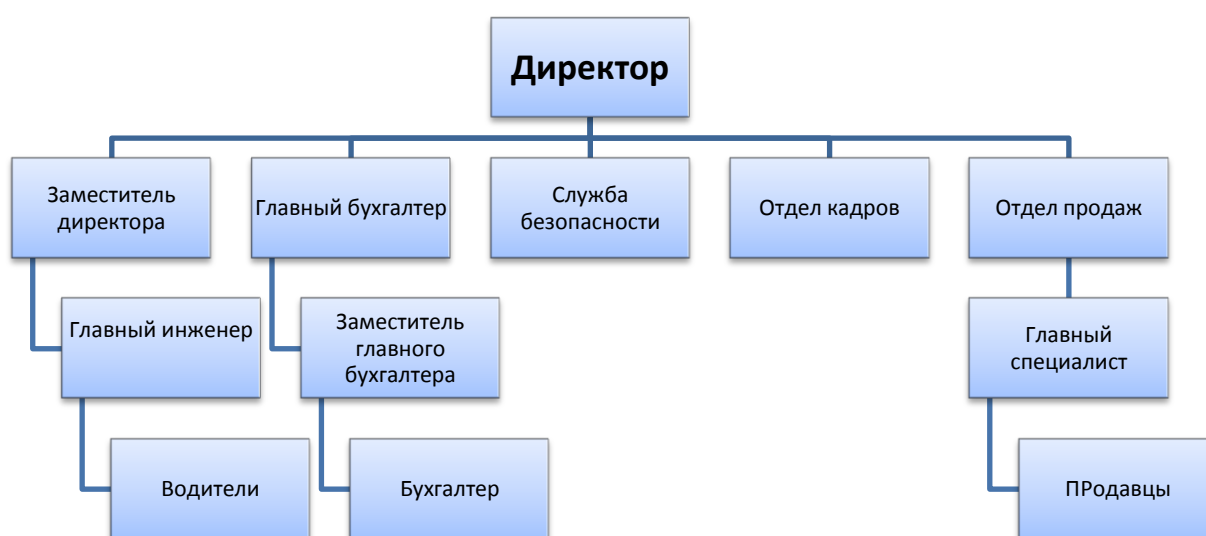 Директор
Заместитель
директора
Главный бухгалтер
Служба
безопасности
Отдел кадров
Отдел продаж
Главный инженер
Заместитель
главного
бухгалтера
Главный
специалист
Водители
Бухгалтер
ПРодавцы